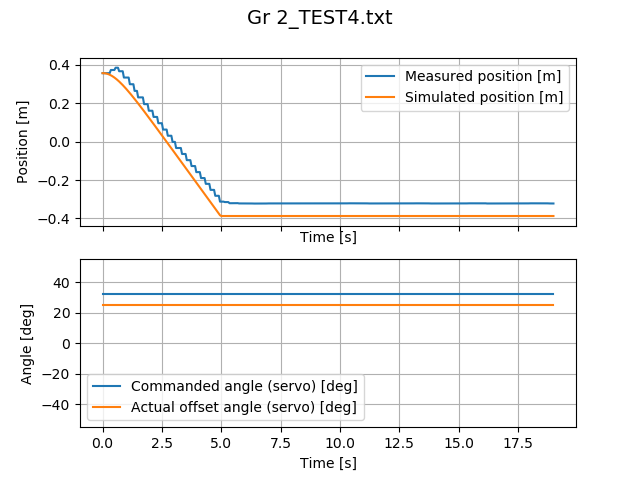 Gr 2_TEST4.txt
Position [m]
0.4
0.2
0.0
−0.2
−0.4
Measured position [m]
Simulated position [m]
Time [s]
Angle [deg]
40
20
0
−20
−40
Commanded angle (servo) [deg]
Actual offset angle (servo) [deg]
0.0 2.5 5.0 7.5 10.0 12.5 15.0 17.5
Time [s]